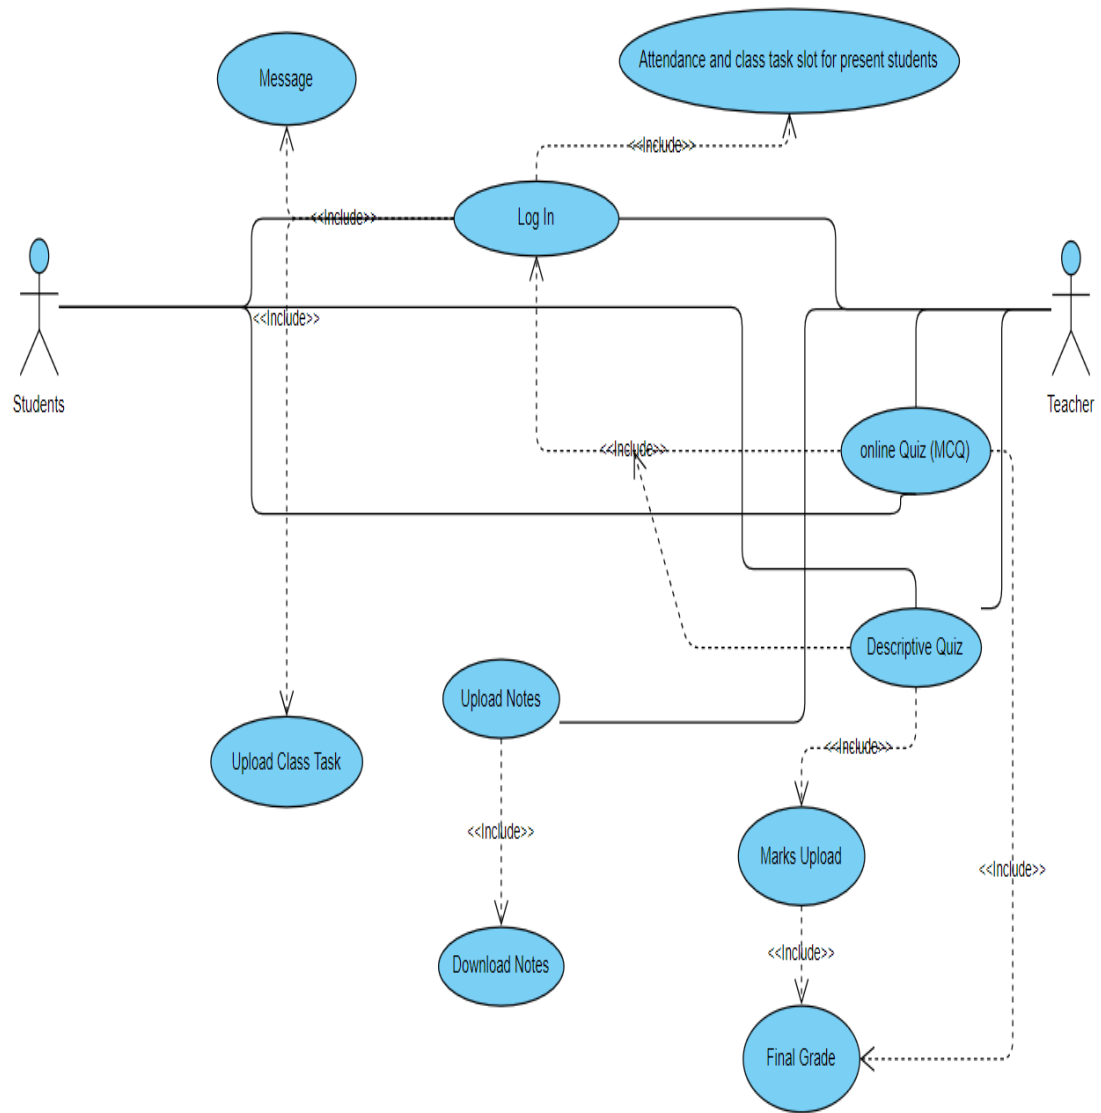 Attendance and class task slot for present students
Message
<<Include>>
<<Include>>
Log In
<<Include>>
Students
Teacher
<<Include>>
online Quiz (MCQ)
Descriptive Quiz
Upload Notes
<<Include>>
Upload Class Task
<<Include>>
Marks Upload
<<Include>>
<<Include>>
Download Notes
Final Grade